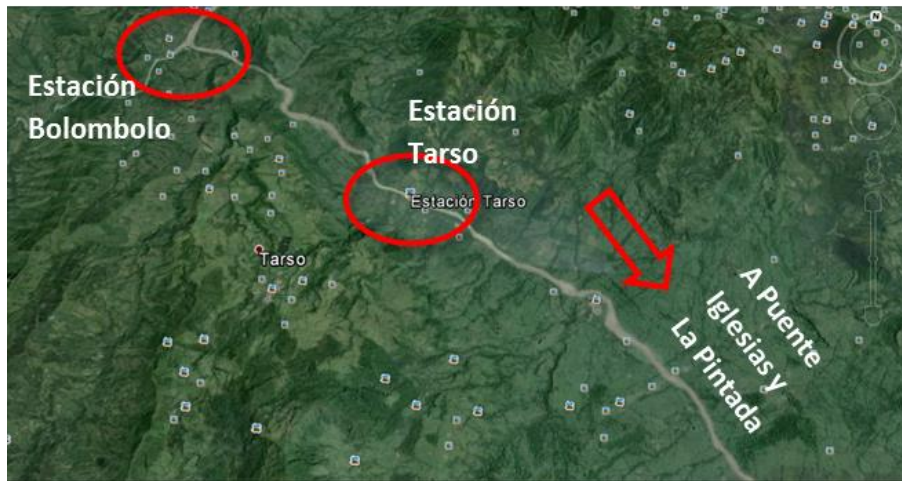 N
Estación
Bolombolo
Estación
Tarso
Estación Tarso
Tarso
A Puente
Iglesias y
La Pintada